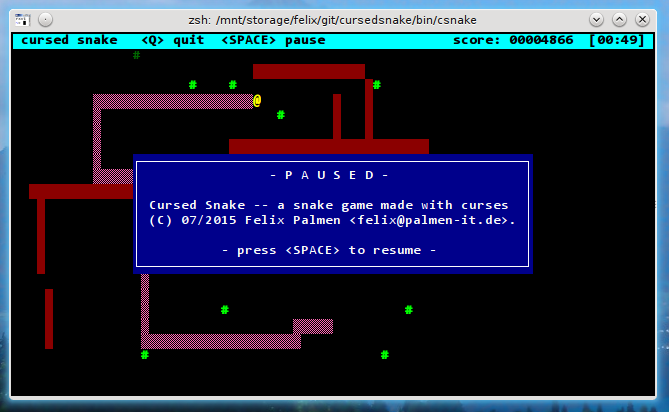 zsh: /mnt/storage/felix/git/cursedsnake/bin/csnake
cursed snake <Q> quit <SPACE> pause score: 00004866 [00:49]
- P A U S E D -
Cursed Snake -- a snake game made with curses
(C) 07/2015 Felix Palmen <felix@palmen-it.de>.
- press <SPACE> to resume -